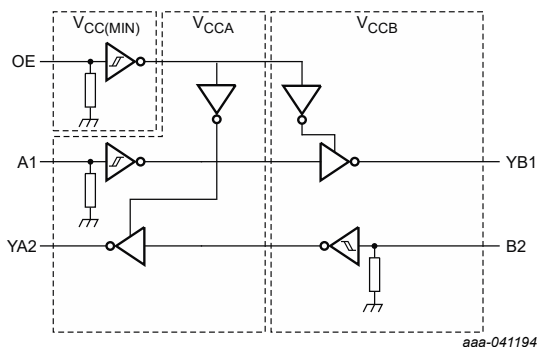 VCC(MIN) VCCA VCCB
OE
A1 YB1
YA2 B2
aaa-041194